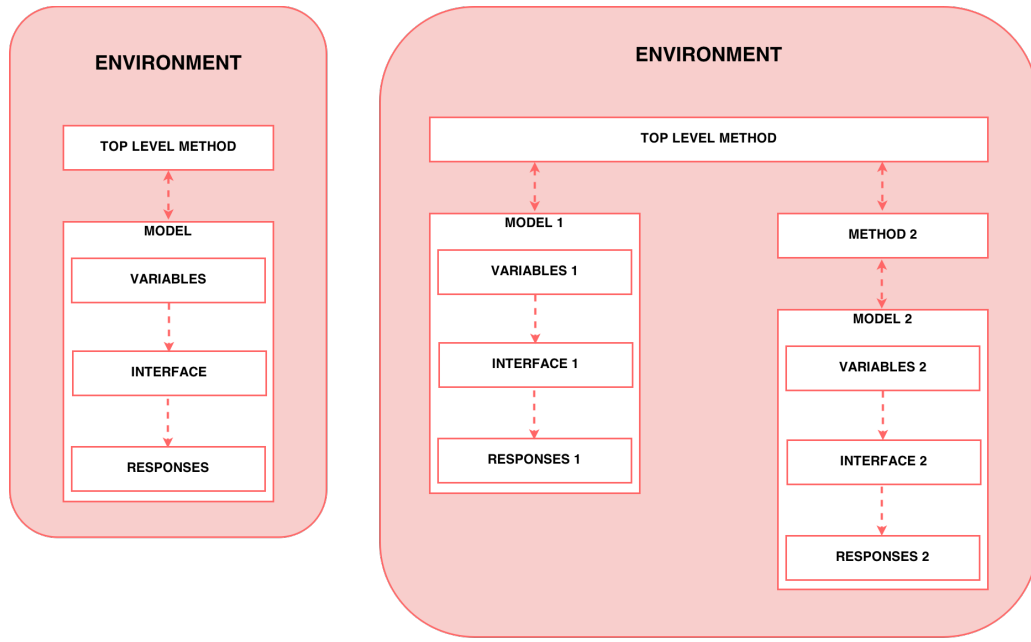 ENVIRONMENT
TOP LEVEL METHOD
MODEL
VARIABLES
INTERFACE
RESPONSES
ENVIRONMENT
TOP LEVEL METHOD
MODEL 1
VARIABLES 1
INTERFACE 1
RESPONSES 1
METHOD 2
MODEL 2
VARIABLES 2
INTERFACE 2
RESPONSES 2